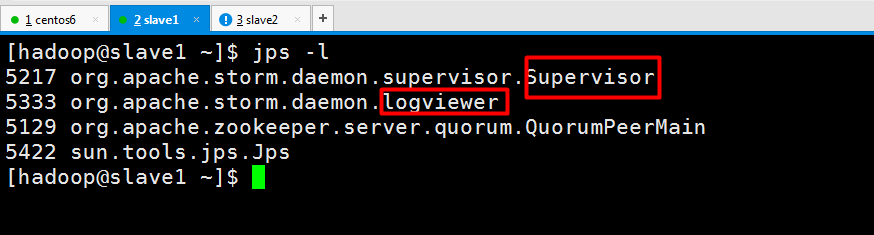 1 centos6 × 2 slave1 × 3 slave2 × +
[hadoop@slave1 ~]$ jps -l
5217 org.apache.storm.daemon.supervisor.Supervisor
5333 org.apache.storm.daemon.logviewer
5129 org.apache.zookeeper.server.quorum.QuorumPeerMain
5422 sun.tools.jps.Jps
[hadoop@slave1 ~]$